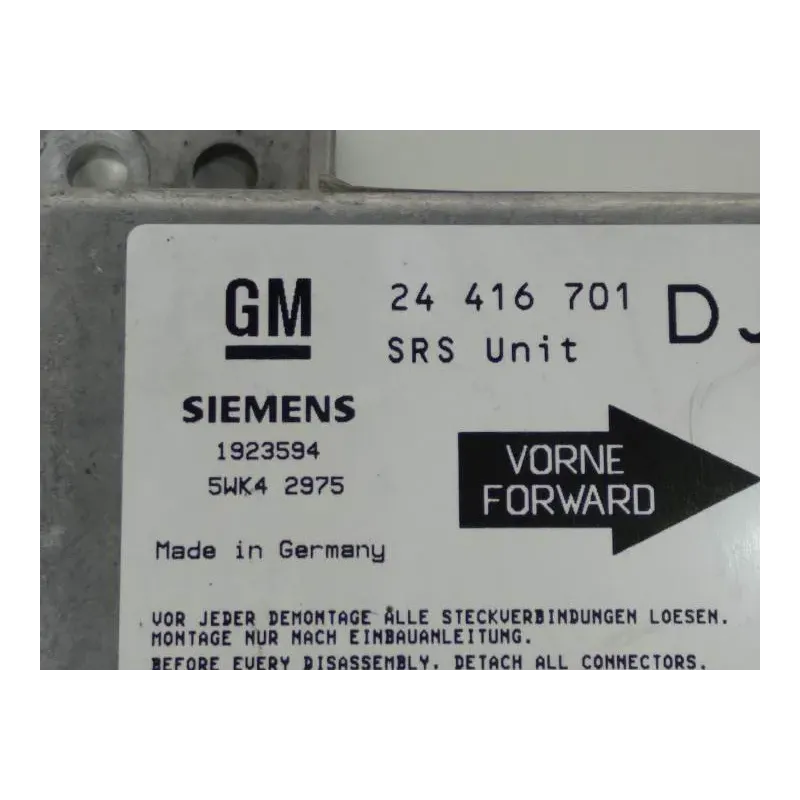 GM
24 416 701
SRS Unit
DJ
SIEMENS
1923594
5WK4 2975
VORNE
FORWARD
Made in Germany
VOR JEDER DEMONTAGE ALLE STECKVERBINDUNGEN LOESEN.
MONTAGE NUR NACH EINBAUANLEITUNG.
BEFORE EVERY DISASSEMBLY, DETACH ALL CONNECTORS.